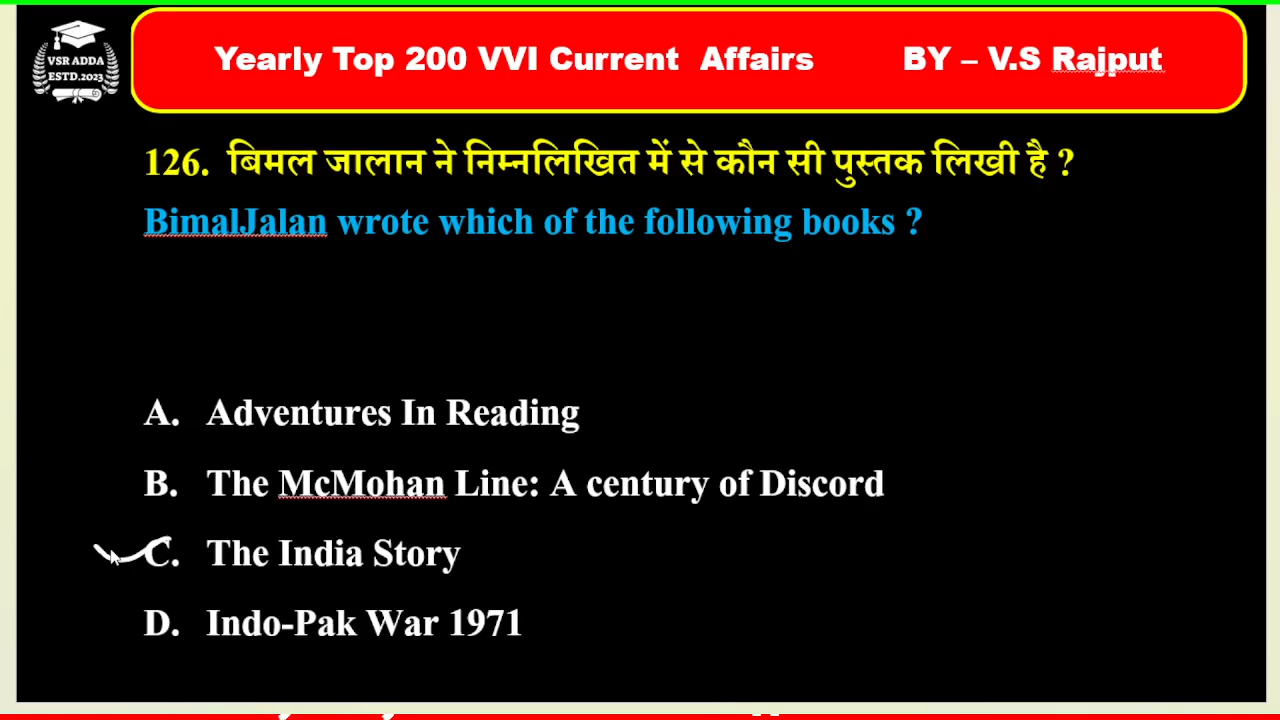 VSR ADDA
ESTD.2023
Yearly Top 200 VVI Current Affairs BY – V.S Rajput
126. बिमल जालान ने निम्नलिखित में से कौन सी पुस्तक लिखी है ?
BimalJalan wrote which of the following books ?
A. Adventures In Reading
B. The McMohan Line: A century of Discord
C. The India Story
D. Indo-Pak War 1971